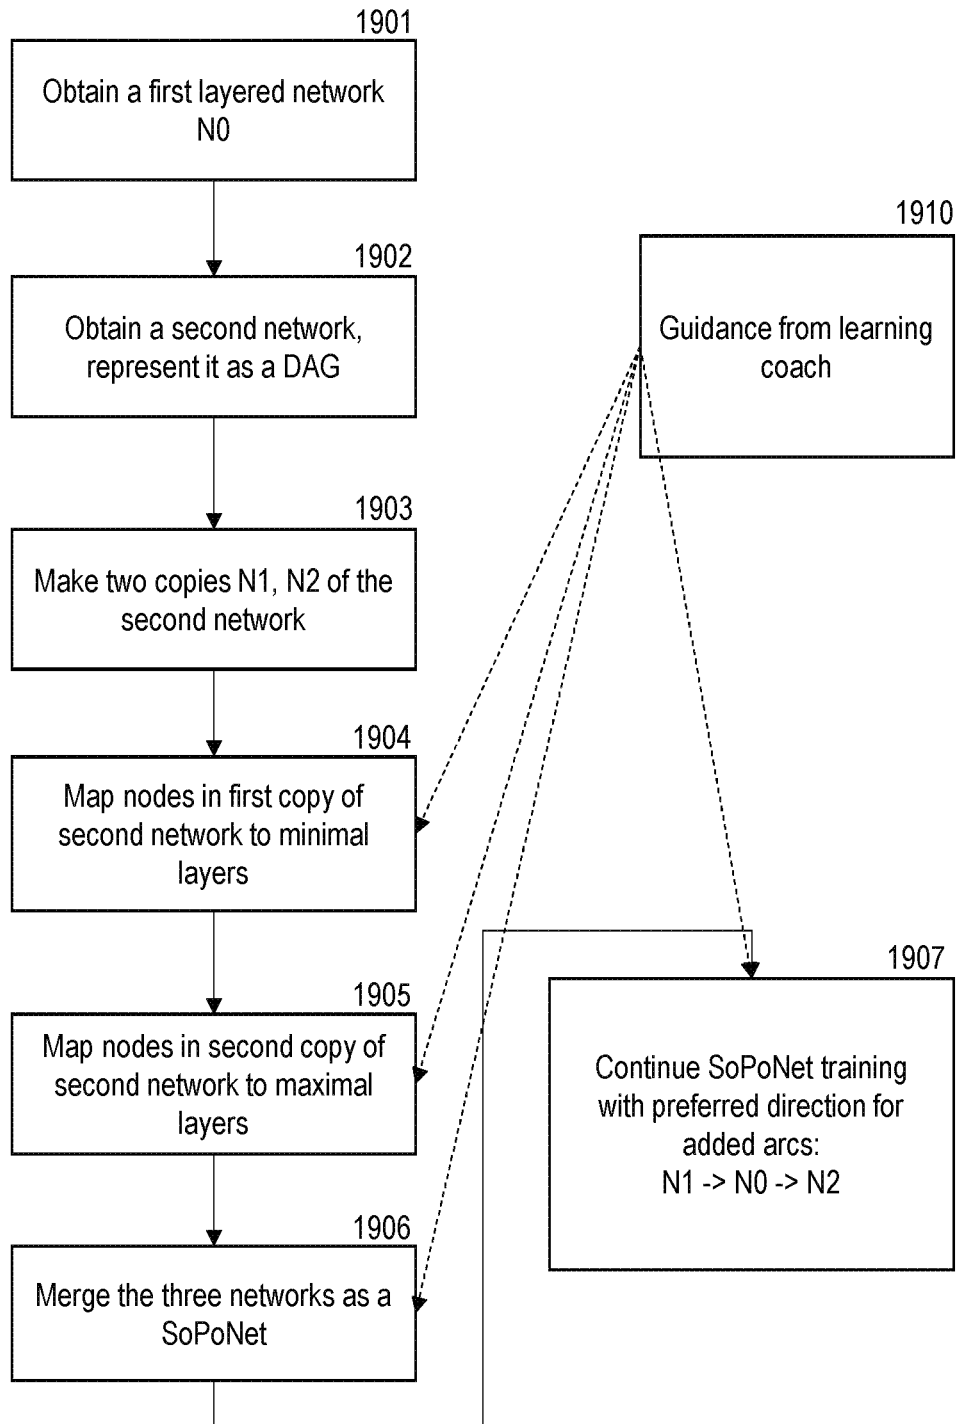 1901
Obtain a first layered network
N0
1902
Obtain a second network,
represent it as a DAG
1903
Make two copies N1, N2 of the
second network
1904
Map nodes in first copy of
second network to minimal
layers
1905
Map nodes in second copy of
second network to maximal
layers
1906
Merge the three networks as a
SoPoNet
1910
Guidance from learning
coach
1907
Continue SoPoNet training
with preferred direction for
added arcs:
N1 -> N0 -> N2